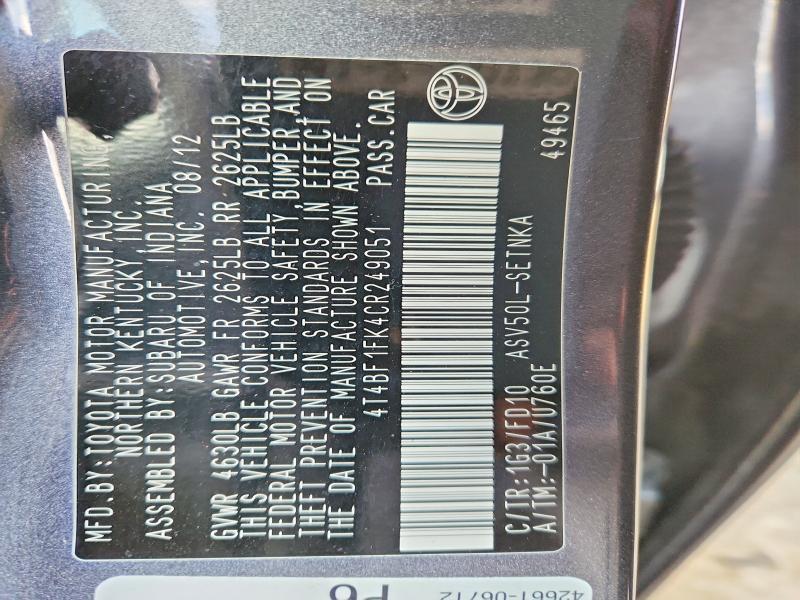 MFD.BY:TOYOTA MOTOR MANUFACTURING,
NORTHERN KENTUCKY, INC.
ASSEMBLED BY:SUBARU OF INDIANA
AUTOMOTIVE, INC. 08/12
GVWR 4630LB GAWR FR 2625LB RR 2625LB
THIS VEHICLE CONFORMS TO ALL APPLICABLE
FEDERAL MOTOR VEHICLE SAFETY,BUMPER,AND
THEFT PREVENTION STANDARDS IN EFFECT ON
THE DATE OF MANUFACTURE SHOWN ABOVE.
4T4BF1FK4CR249051 PASS.CAR
C/TR:1G3/FD10 ASV50L-SETNKA
A/TM:-01A/U760E 49465
42661-06712